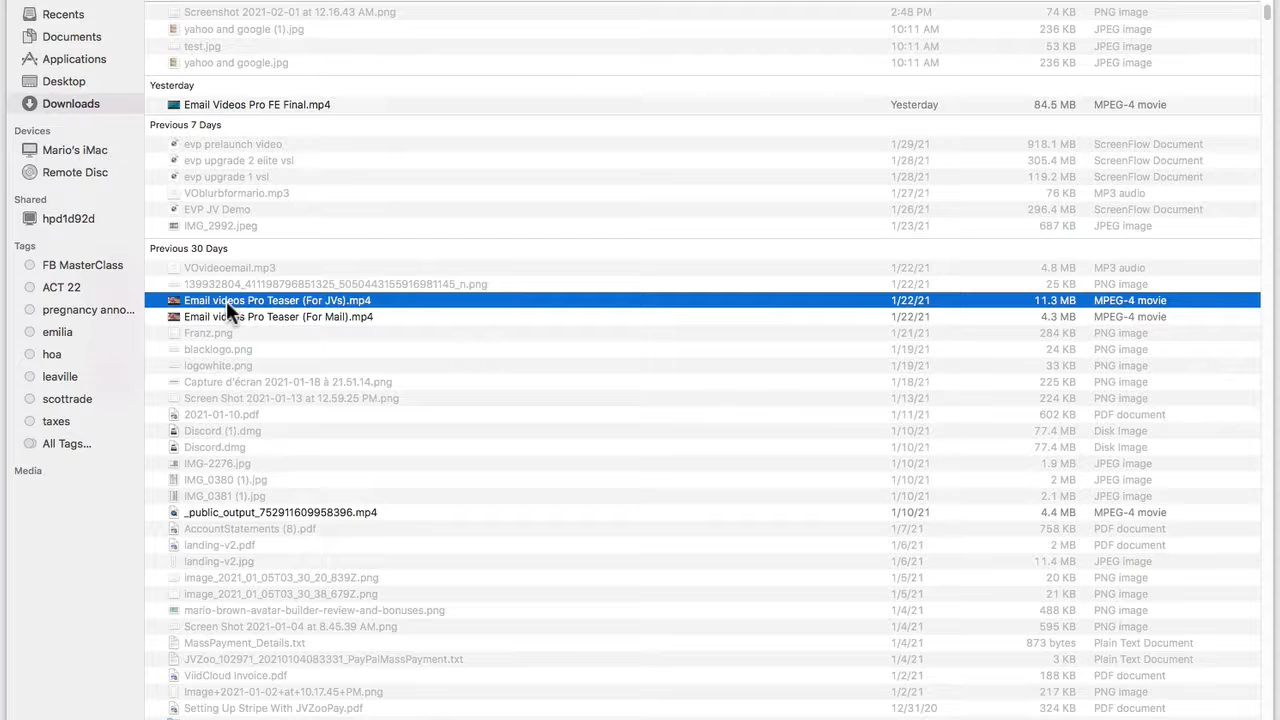 Recents
Documents
Applications
Desktop
Downloads
Devices
Mario's iMac
Remote Disc
Shared
hpd1d92d
Tags
FB MasterClass
ACT 22
pregnancy anno...
emilia
hoa
leaville
scottrade
taxes
All Tags...
Media
Screenshot 2021-02-01 at 12.16.43 AM.png 2:48 PM 74 KB PNG image
yahoo and google (1).jpg 10:11 AM 236 KB JPEG image
test.jpg 10:11 AM 53 KB JPEG image
yahoo and google.jpg 10:11 AM 236 KB JPEG image
Yesterday
Email Videos Pro FE Final.mp4 Yesterday 84.5 MB MPEG-4 movie
Previous 7 Days
evp prelaunch video 1/29/21 918.1 MB ScreenFlow Document
evp upgrade 2 elite vsl 1/28/21 305.4 MB ScreenFlow Document
evp upgrade 1 vsl 1/28/21 119.2 MB ScreenFlow Document
VOblurbformario.mp3 1/27/21 76 KB MP3 audio
EVP JV Demo 1/26/21 296.4 MB ScreenFlow Document
IMG_2992.jpeg 1/23/21 687 KB JPEG image
Previous 30 Days
VOvideoemail.mp3 1/22/21 4.8 MB MP3 audio
139932804_411198796851325_5054443155916981145_n.png 1/22/21 284 KB PNG image
Email videos Pro Teaser (For JVs).mp4 1/22/21 11.3 MB MPEG-4 movie
Email videos Pro Teaser (For Mail).mp4 1/22/21 4.3 MB MPEG-4 movie
Franz.png 1/21/21 284 KB PNG image
blacklogo.png 1/19/21 24 KB PNG image
logowhite.png 1/19/21 33 KB PNG image
Capture d'écran 2021-01-18 à 21.51.14.png 1/18/21 225 KB PNG image
Screen Shot 2021-01-13 at 12.59.25 PM.png 1/13/21 224 KB PNG image
2021-01-10.pdf 1/11/21 602 KB PDF document
Discord (1).dmg 1/10/21 77.4 MB Disk Image
Discord.dmg 1/10/21 77.4 MB Disk Image
IMG-2276.jpg 1/10/21 1.9 MB JPEG image
IMG_0380 (1).jpg 1/10/21 2 MB JPEG image
IMG_0381 (1).jpg 1/10/21 2.1 MB JPEG image
_public_output_752911609958396.mp4 1/10/21 4.4 MB MPEG-4 movie
AccountStatements (8).pdf 1/7/21 758 KB PDF document
landing-v2.pdf 1/6/21 2 MB PDF document
landing-v2.jpg 1/6/21 11.4 MB JPEG image
image_2021_01_05T03_30_20_839Z.png 1/5/21 20 KB PNG image
image_2021_01_05T03_30_38_679Z.png 1/5/21 21 KB PNG image
mario-brown-avatar-builder-review-and-bonuses.png 1/4/21 488 KB PNG image
Screen Shot 2021-01-04 at 8.45.39 AM.png 1/4/21 595 KB PNG image
MassPayment_Details.txt 1/4/21 873 bytes Plain Text Document
JVZoo_102971_20210104083331_PayPalMassPayment.txt 1/4/21 3 KB Plain Text Document
ViidCloud Invoice.pdf 1/2/21 188 KB PDF document
Image+2021-01-02+at+10.17.45+PM.png 1/2/21 217 KB PNG image
Setting Up Stripe With JVZooPay.pdf 12/31/20 324 KB PDF document